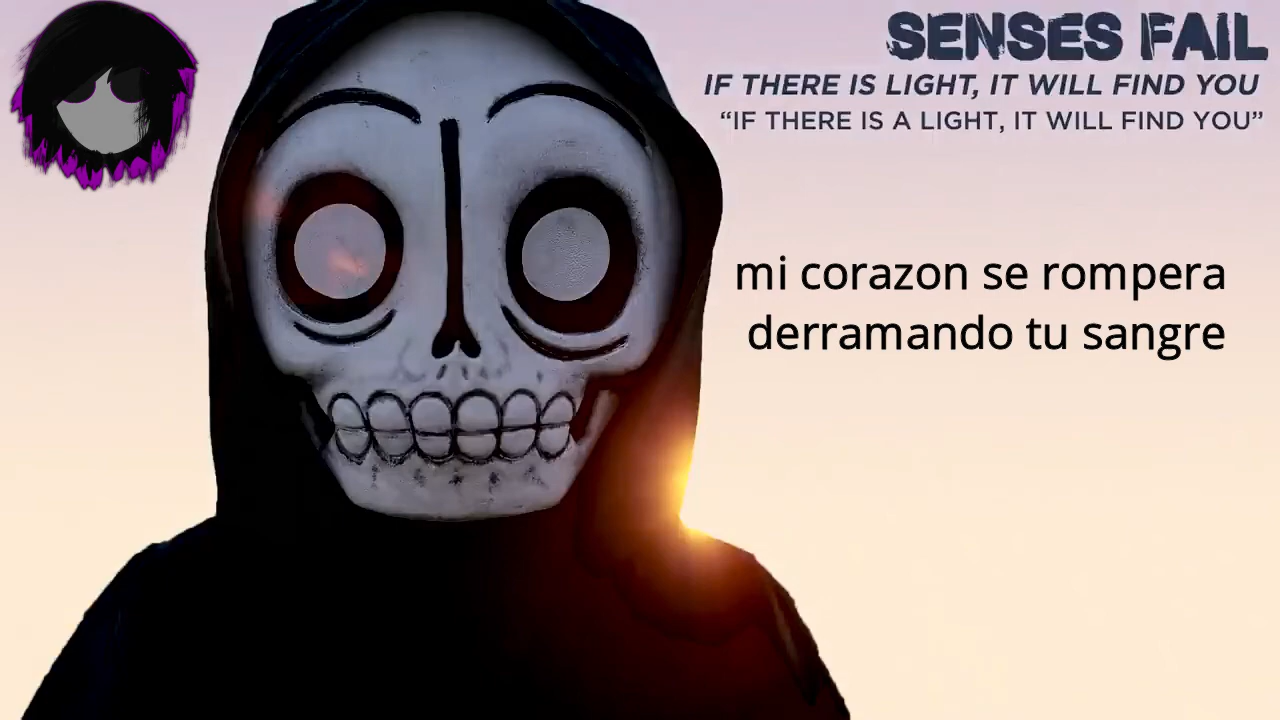 SENSES FAIL
IF THERE IS LIGHT, IT WILL FIND YOU
“IF THERE IS A LIGHT, IT WILL FIND YOU”
mi corazon se rompera
derramando tu sangre